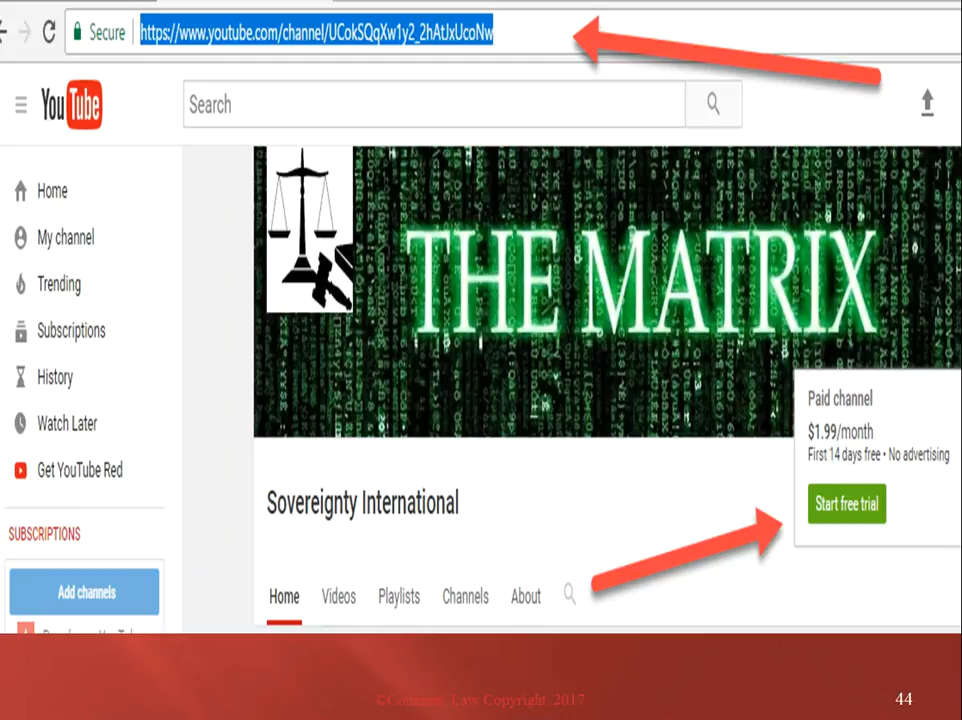 Secure https://www.youtube.com/channel/UCokSQqXw1y2_2hAtJxUcoNw
YouTube
Search
Home
My channel
Trending
Subscriptions
History
Watch Later
Get YouTube Red
SUBSCRIPTIONS
Add channels
THE MATRIX
Paid channel
$1.99/month
First 14 days free • No advertising
Start free trial
Sovereignty International
Home Videos Playlists Channels About
©Common Law Copyright 2017
44